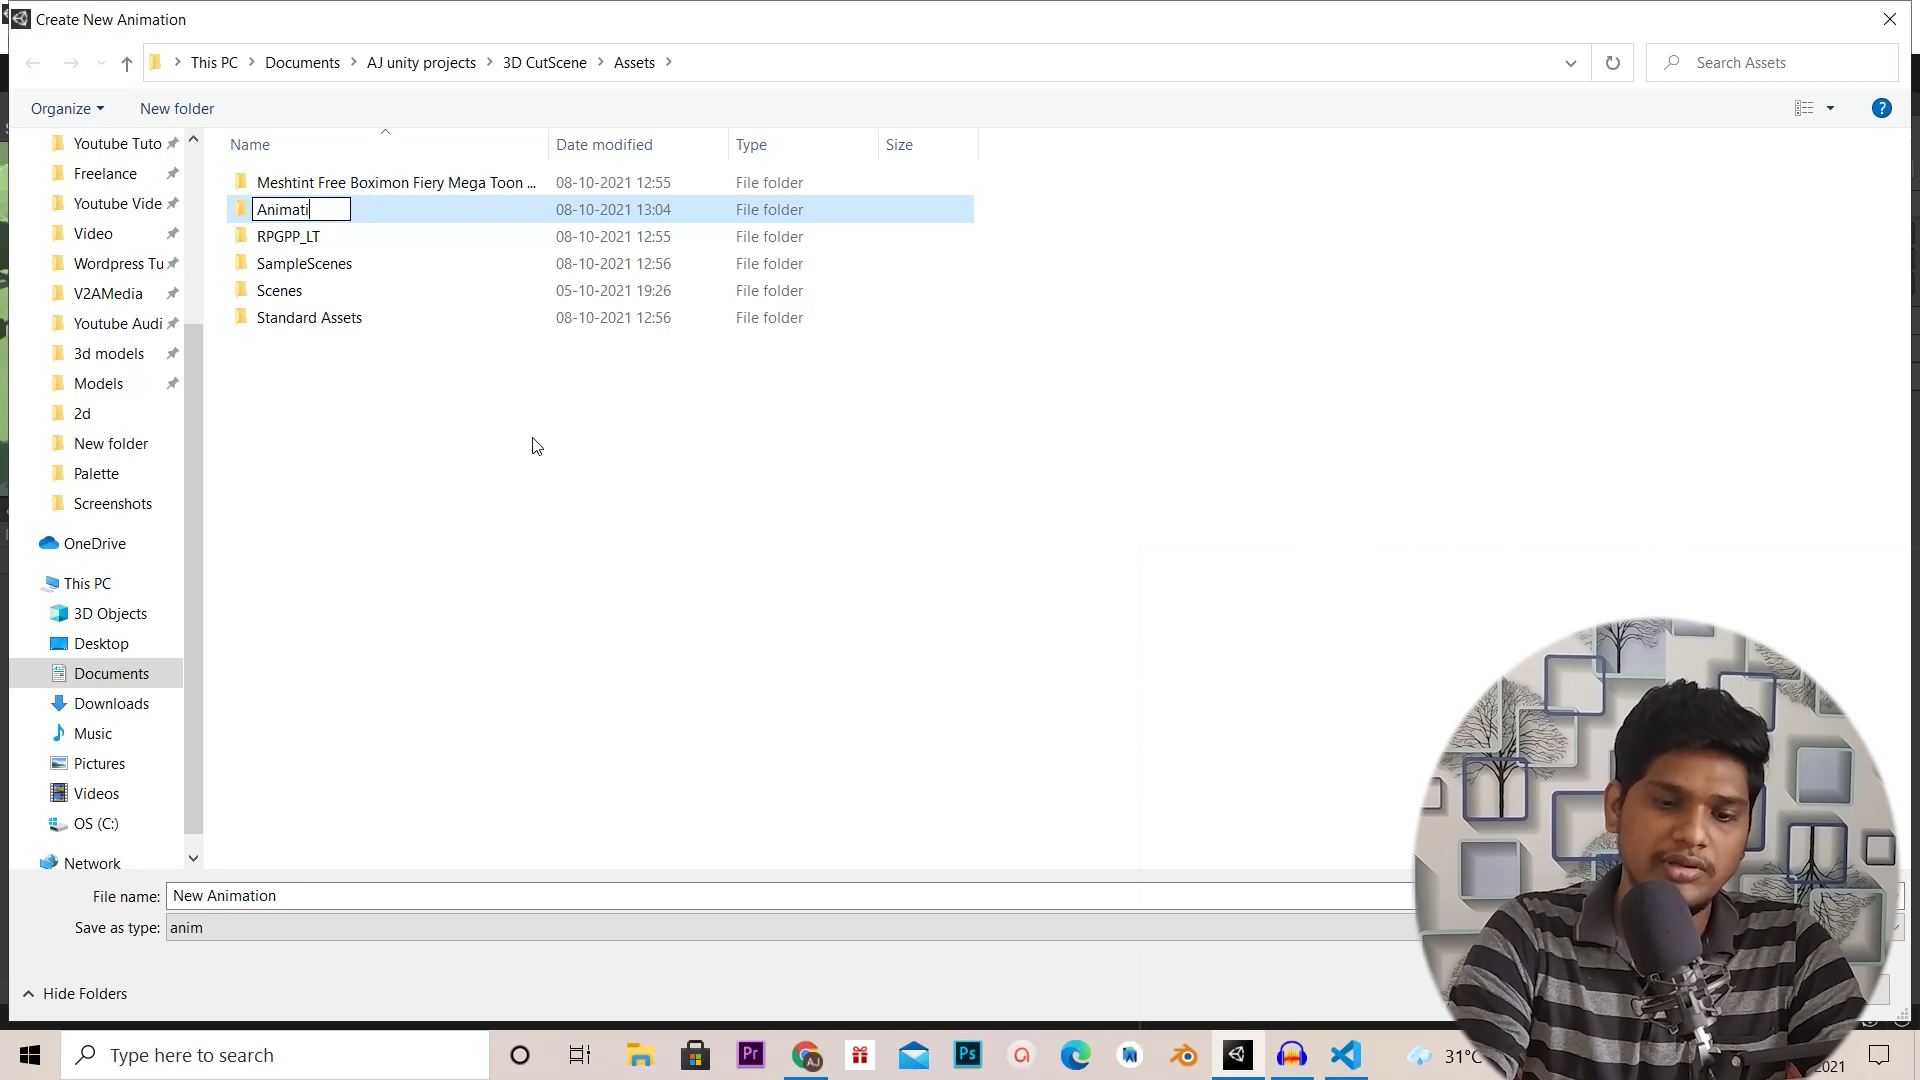 Create New Animation
This PC > Documents > AJ unity projects > 3D CutScene > Assets >
Search Assets
Organize
New folder
?
Name
Date modified
Type
Size
Meshtint Free Boximon Fiery Mega Toon ... 08-10-2021 12:55 File folder
Animati 08-10-2021 13:04 File folder
RPGPP_LT 08-10-2021 12:55 File folder
SampleScenes 08-10-2021 12:56 File folder
Scenes 05-10-2021 19:26 File folder
Standard Assets 08-10-2021 12:56 File folder
Youtube Tuto
Freelance
Youtube Vide
Video
Wordpress Tu
V2AMedia
Youtube Audi
3d models
Models
2d
New folder
Palette
Screenshots
OneDrive
This PC
3D Objects
Desktop
Documents
Downloads
Music
Pictures
Videos
OS (C:)
Network
File name: New Animation
Save as type: anim
Hide Folders
Type here to search
Pr
AJ
Ps
31°C
2021